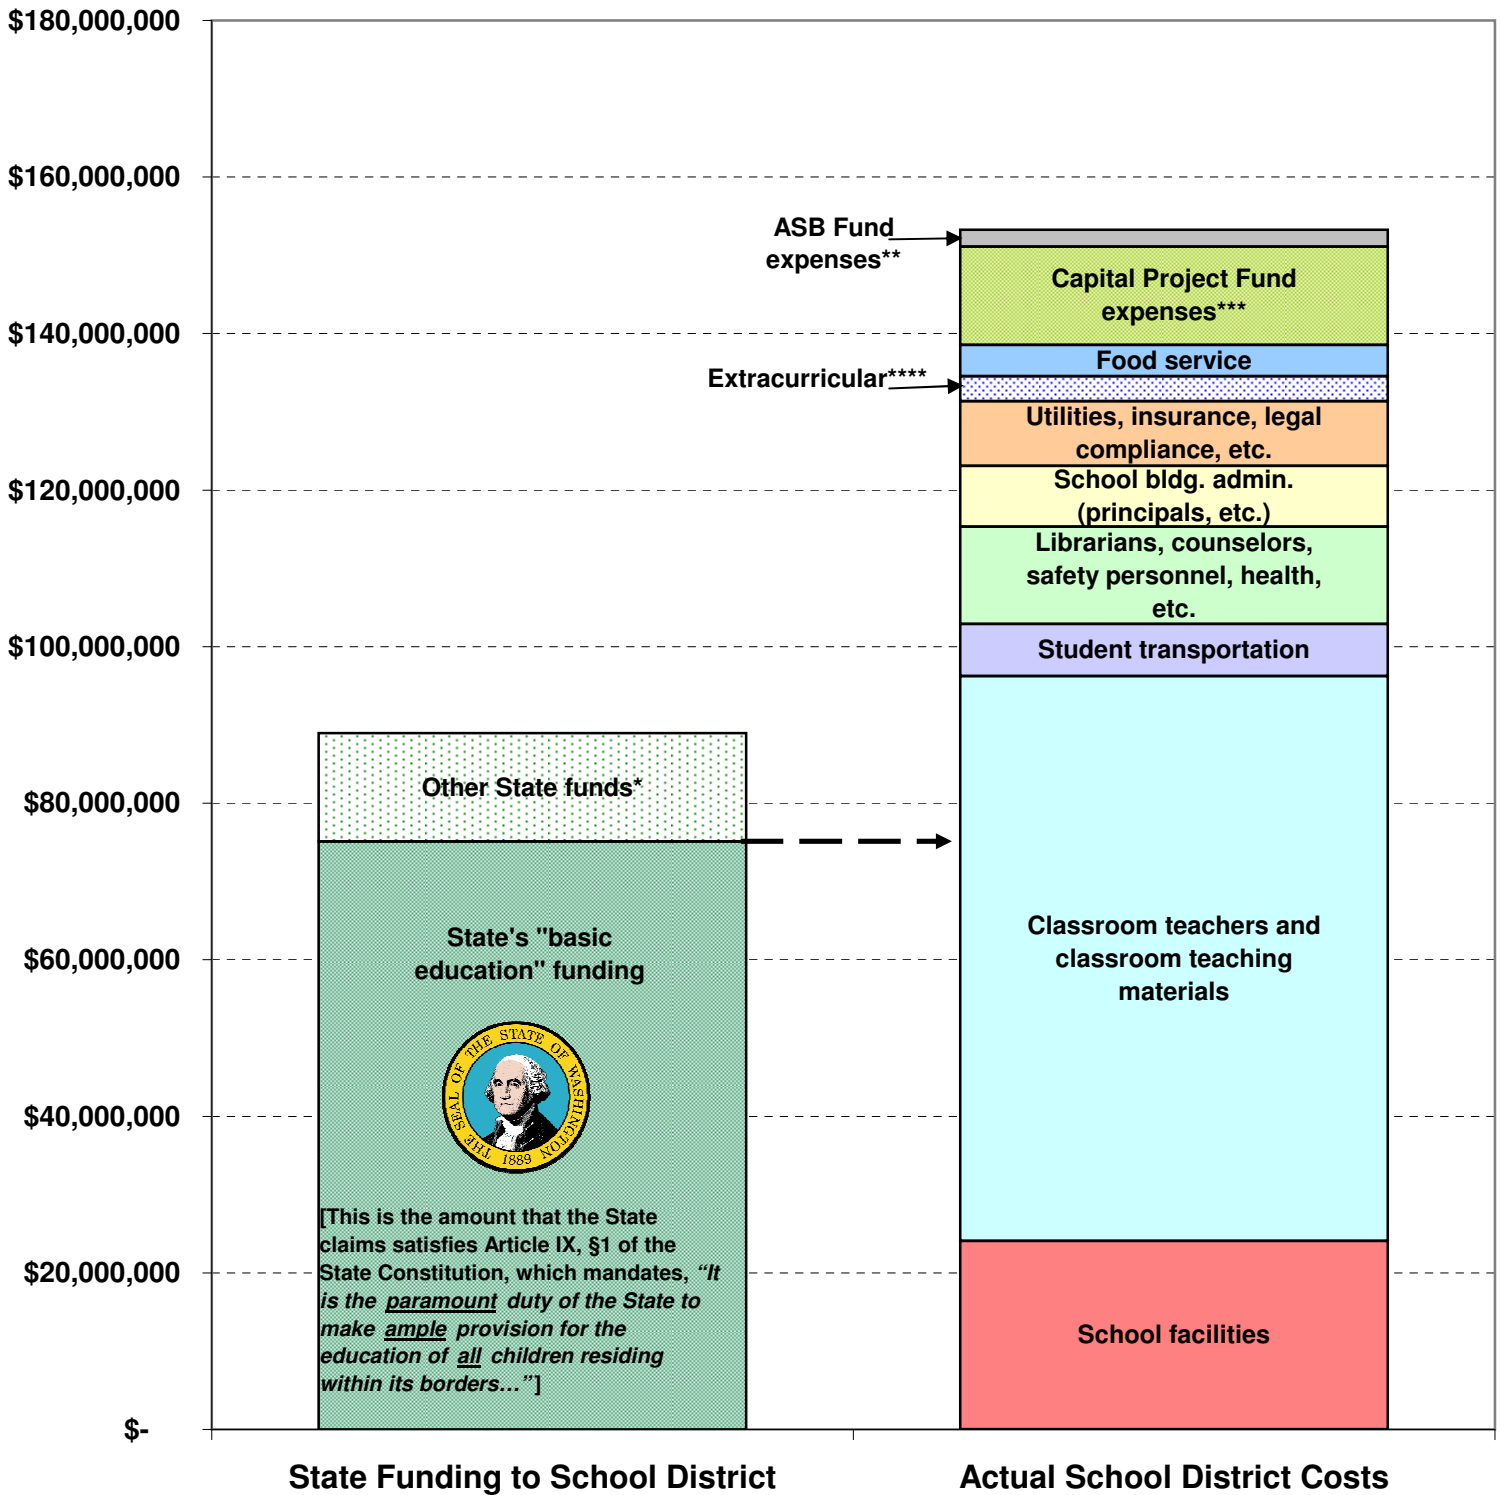 $180,000,000
$160,000,000
$140,000,000
$120,000,000
$100,000,000
$80,000,000
$60,000,000
$40,000,000
$20,000,000
$-
Other State funds*
State's "basic
education" funding
THE SEAL OF THE STATE OF WASHINGTON
1889
[This is the amount that the State
claims satisfies Article IX, §1 of the
State Constitution, which mandates, “It
is the paramount duty of the State to
make ample provision for the
education of all children residing
within its borders…”]
ASB Fund
expenses**
Capital Project Fund
expenses***
Food service
Extracurricular****
Utilities, insurance, legal
compliance, etc.
School bldg. admin.
(principals, etc.)
Librarians, counselors,
safety personnel, health,
etc.
Student transportation
Classroom teachers and
classroom teaching
materials
School facilities
State Funding to School District
Actual School District Costs